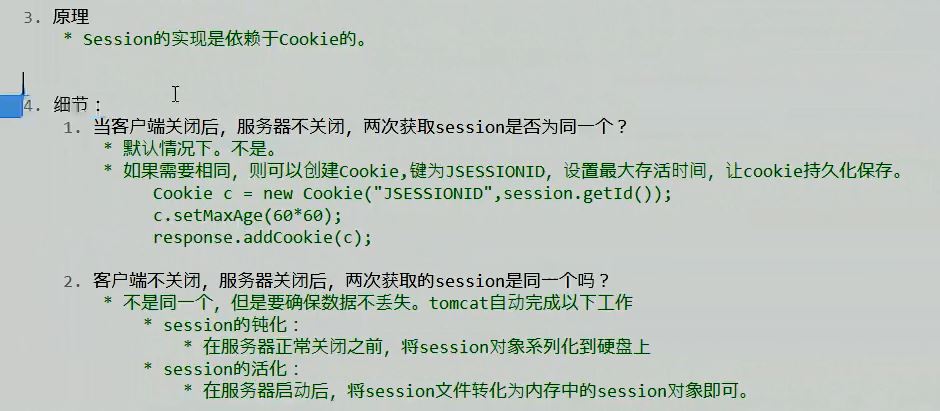 3. 原理
* Session的实现是依赖于Cookie的。
4. 细节：
1. 当客户端关闭后，服务器不关闭，两次获取session是否为同一个？
* 默认情况下。不是。
* 如果需要相同，则可以创建Cookie,键为JSESSIONID，设置最大存活时间，让cookie持久化保存。
Cookie c = new Cookie("JSESSIONID",session.getId());
c.setMaxAge(60*60);
response.addCookie(c);
2. 客户端不关闭，服务器关闭后，两次获取的session是同一个吗？
* 不是同一个，但是要确保数据不丢失。tomcat自动完成以下工作
* session的钝化：
* 在服务器正常关闭之前，将session对象系列化到硬盘上
* session的活化：
* 在服务器启动后，将session文件转化为内存中的session对象即可。